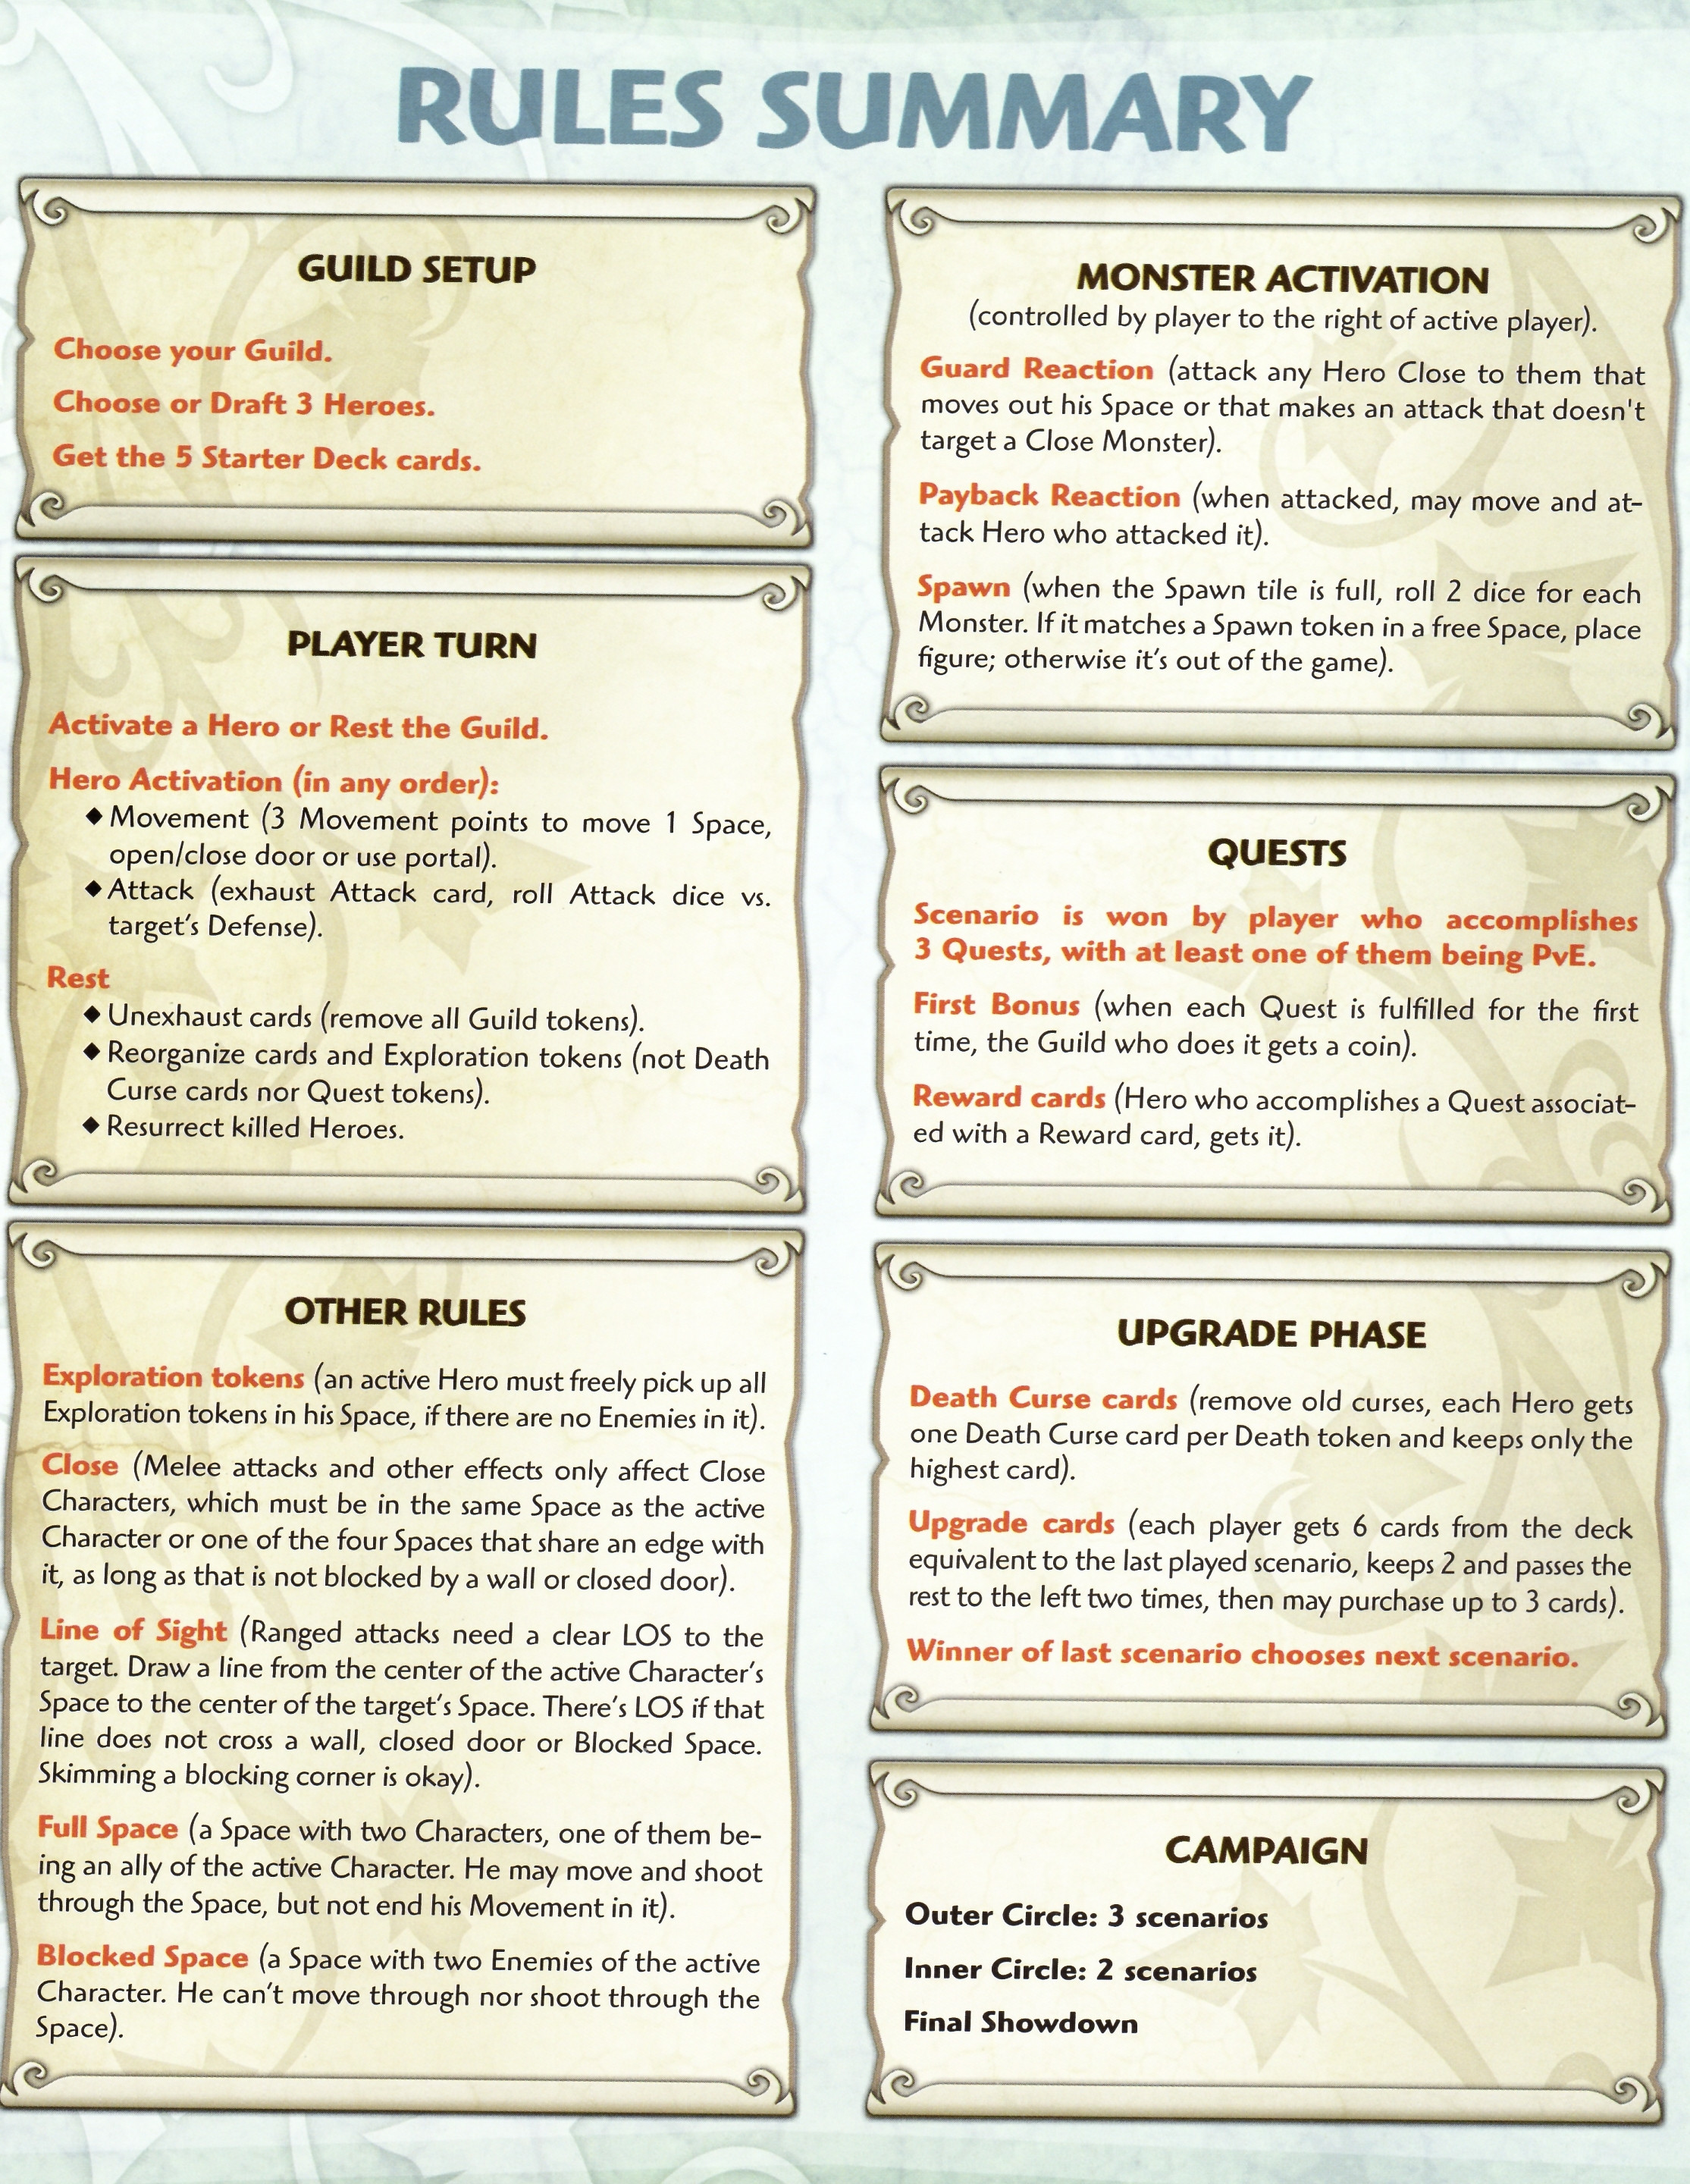 RULES SUMMARY
GUILD SETUP
Choose your Guild.
Choose or Draft 3 Heroes.
Get the 5 Starter Deck cards.
PLAYER TURN
Activate a Hero or Rest the Guild.
Hero Activation (in any order):
◆ Movement (3 Movement points to move 1 Space,
open/close door or use portal).
◆ Attack (exhaust Attack card, roll Attack dice vs.
target's Defense).
Rest
◆ Unexhaust cards (remove all Guild tokens).
◆ Reorganize cards and Exploration tokens (not Death
Curse cards nor Quest tokens).
◆ Resurrect killed Heroes.
OTHER RULES
Exploration tokens (an active Hero must freely pick up all
Exploration tokens in his Space, if there are no Enemies in it).
Close (Melee attacks and other effects only affect Close
Characters, which must be in the same Space as the active
Character or one of the four Spaces that share an edge with
it, as long as that is not blocked by a wall or closed door).
Line of Sight (Ranged attacks need a clear LOS to the
target. Draw a line from the center of the active Character's
Space to the center of the target's Space. There's LOS if that
line does not cross a wall, closed door or Blocked Space.
Skimming a blocking corner is okay).
Full Space (a Space with two Characters, one of them be-
ing an ally of the active Character. He may move and shoot
through the Space, but not end his Movement in it).
Blocked Space (a Space with two Enemies of the active
Character. He can't move through nor shoot through the
Space).
MONSTER ACTIVATION
(controlled by player to the right of active player).
Guard Reaction (attack any Hero Close to them that
moves out his Space or that makes an attack that doesn't
target a Close Monster).
Payback Reaction (when attacked, may move and at-
tack Hero who attacked it).
Spawn (when the Spawn tile is full, roll 2 dice for each
Monster. If it matches a Spawn token in a free Space, place
figure; otherwise it's out of the game).
QUESTS
Scenario is won by player who accomplishes
3 Quests, with at least one of them being PvE.
First Bonus (when each Quest is fulfilled for the first
time, the Guild who does it gets a coin).
Reward cards (Hero who accomplishes a Quest associat-
ed with a Reward card, gets it).
UPGRADE PHASE
Death Curse cards (remove old curses, each Hero gets
one Death Curse card per Death token and keeps only the
highest card).
Upgrade cards (each player gets 6 cards from the deck
equivalent to the last played scenario, keeps 2 and passes the
rest to the left two times, then may purchase up to 3 cards).
Winner of last scenario chooses next scenario.
CAMPAIGN
Outer Circle: 3 scenarios
Inner Circle: 2 scenarios
Final Showdown